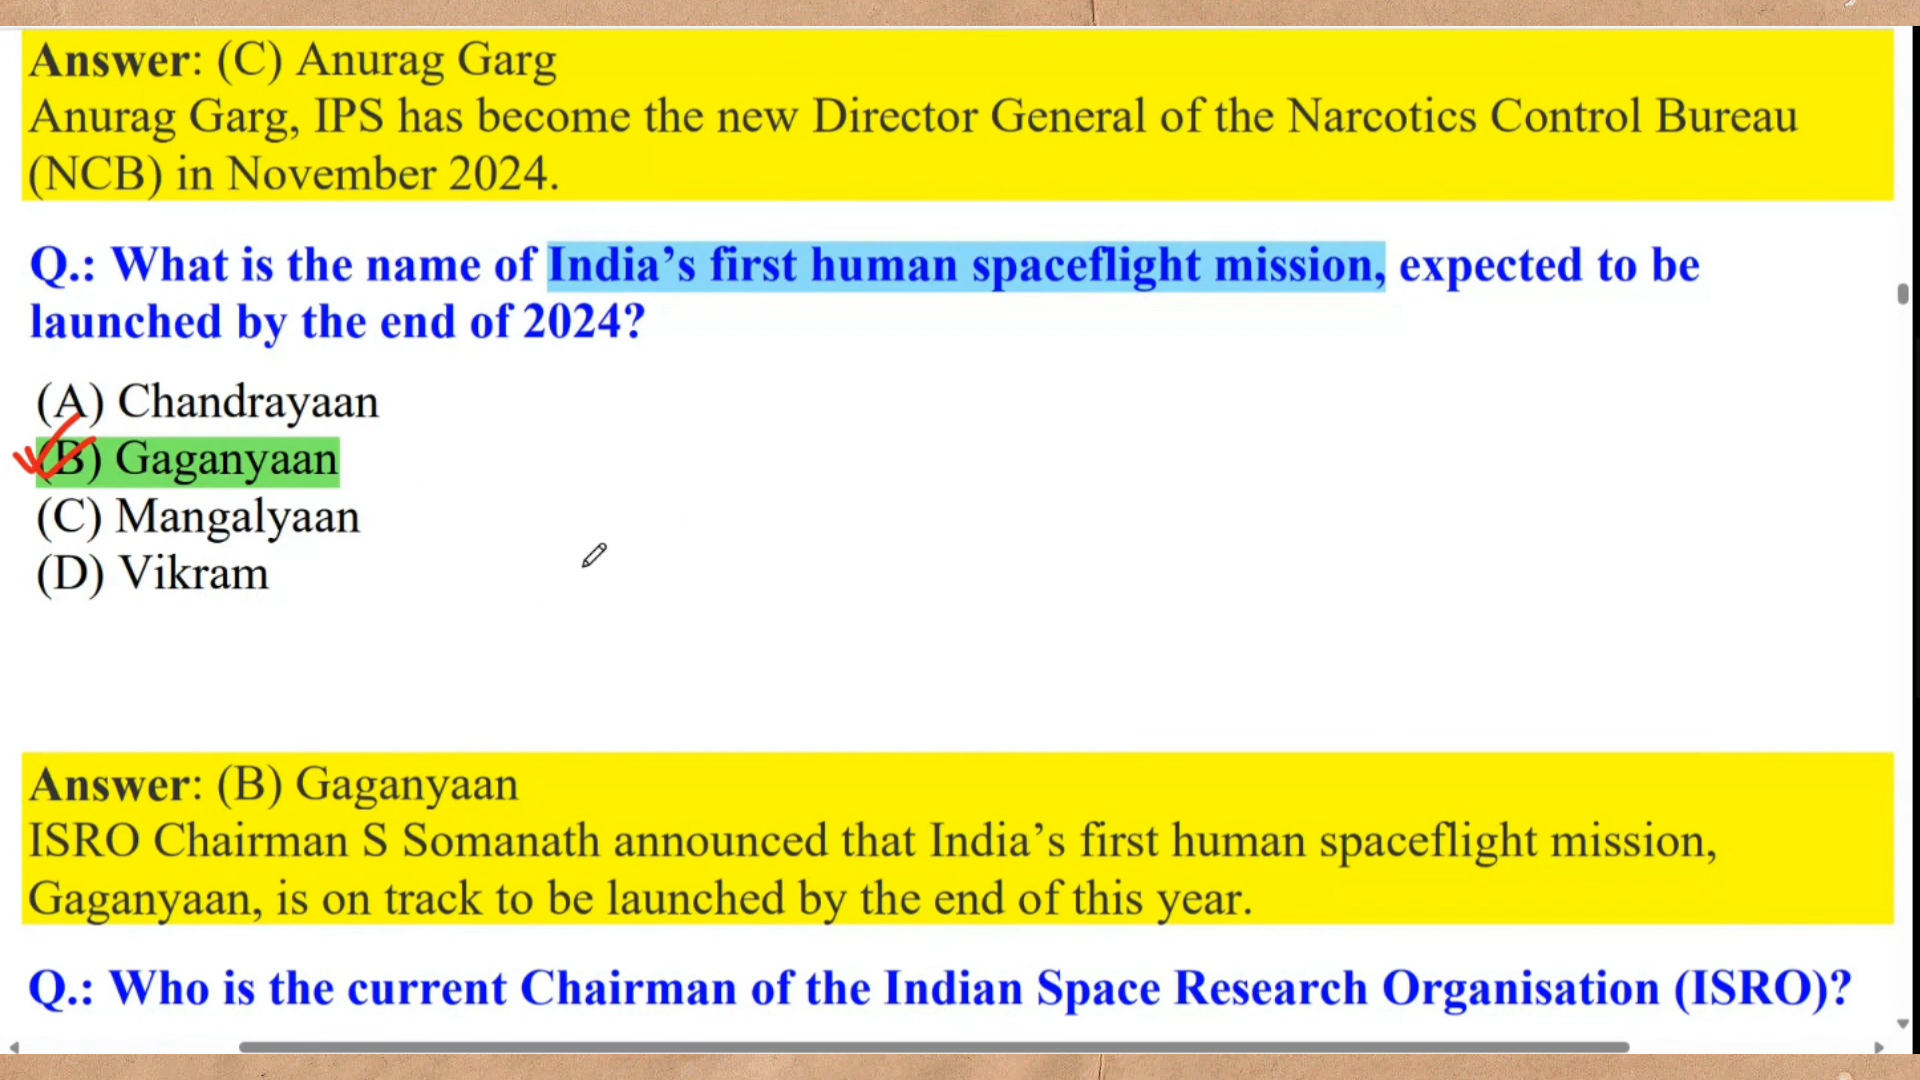 Answer: (C) Anurag Garg
Anurag Garg, IPS has become the new Director General of the Narcotics Control Bureau
(NCB) in November 2024.
Q.: What is the name of India’s first human spaceflight mission, expected to be
launched by the end of 2024?
(A) Chandrayaan
(B) Gaganyaan
(C) Mangalyaan
(D) Vikram
Answer: (B) Gaganyaan
ISRO Chairman S Somanath announced that India’s first human spaceflight mission,
Gaganyaan, is on track to be launched by the end of this year.
Q.: Who is the current Chairman of the Indian Space Research Organisation (ISRO)?